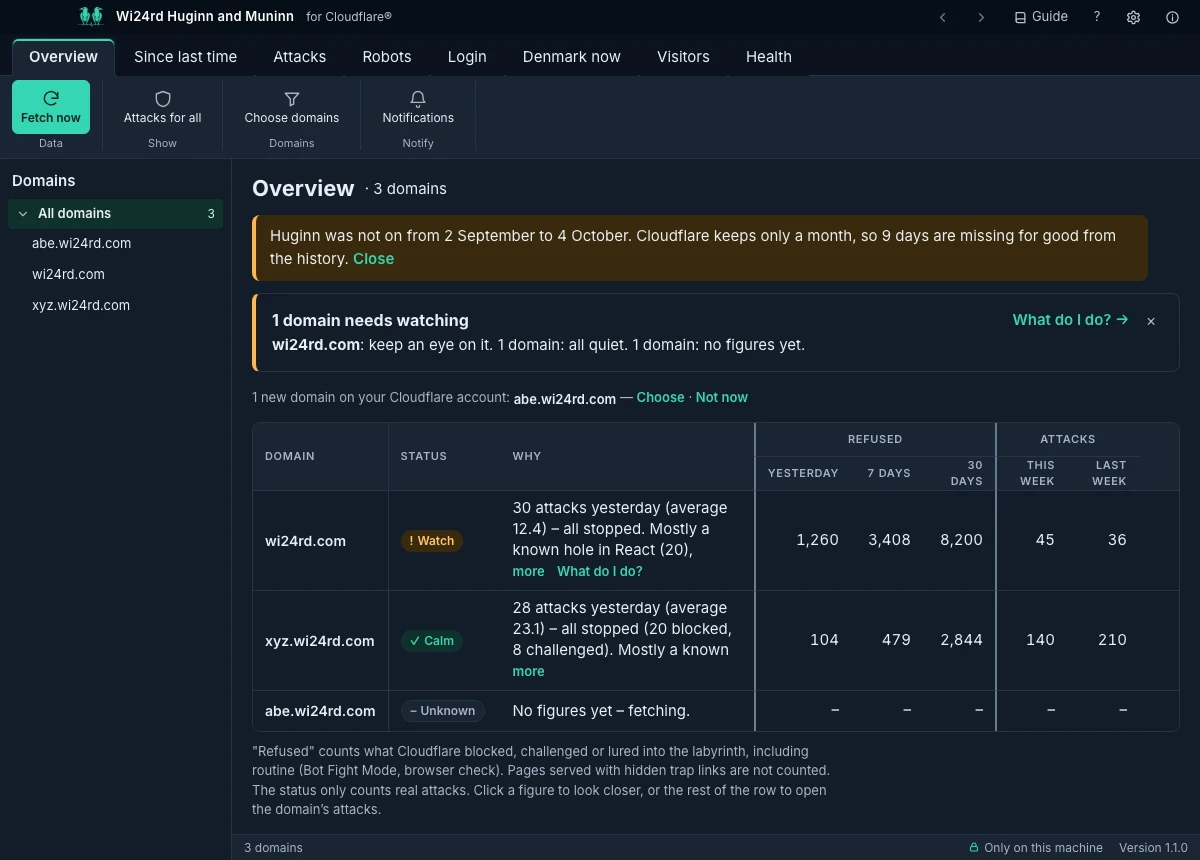 Wi24rd Huginn and Muninn for Cloudflare®
Guide ?
Overview Since last time Attacks Robots Login Denmark now Visitors Health
Fetch now Attacks for all Choose domains Notifications
Data Show Domains Notify
Domains
All domains 3
abe.wi24rd.com
wi24rd.com
xyz.wi24rd.com
Overview · 3 domains
Huginn was not on from 2 September to 4 October. Cloudflare keeps only a month, so 9 days are missing for good from
the history. Close
1 domain needs watching
What do I do? → ×
wi24rd.com: keep an eye on it. 1 domain: all quiet. 1 domain: no figures yet.
1 new domain on your Cloudflare account: abe.wi24rd.com — Choose · Not now
REFUSED ATTACKS
DOMAIN STATUS WHY
YESTERDAY 7 DAYS 30 DAYS THIS WEEK LAST WEEK
30 attacks yesterday (average
12.4) – all stopped. Mostly a
known hole in React (20),
more What do I do?
wi24rd.com ! Watch 1,260 3,408 8,200 45 36
28 attacks yesterday (average
23.1) – all stopped (20 blocked,
8 challenged). Mostly a known
more
xyz.wi24rd.com ✓ Calm 104 479 2,844 140 210
abe.wi24rd.com – Unknown No figures yet – fetching. – – – – –
"Refused" counts what Cloudflare blocked, challenged or lured into the labyrinth, including
routine (Bot Fight Mode, browser check). Pages served with hidden trap links are not counted.
The status only counts real attacks. Click a figure to look closer, or the rest of the row to open
the domain's attacks.
3 domains Only on this machine Version 1.1.0